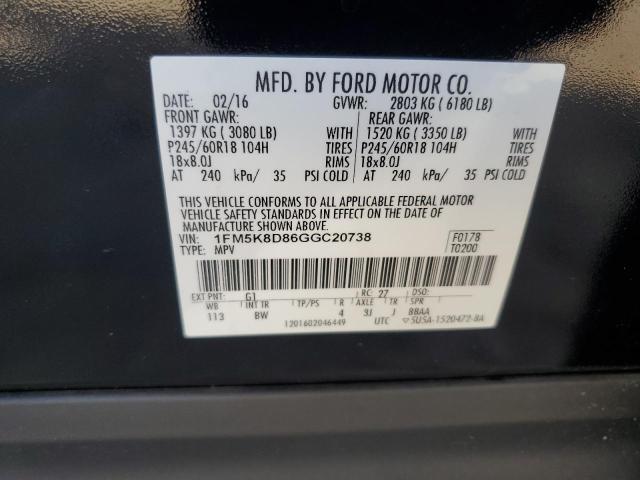 MFD. BY FORD MOTOR CO.
DATE: 02/16 GVWR: 2803 KG ( 6180 LB)
FRONT GAWR: REAR GAWR:
1397 KG ( 3080 LB) WITH 1520 KG ( 3350 LB) WITH
P245/60R18 104H TIRES P245/60R18 104H TIRES
18x8.0J RIMS 18x8.0J RIMS
AT 240 kPa/ 35 PSI COLD AT 240 kPa/ 35 PSI COLD
THIS VEHICLE CONFORMS TO ALL APPLICABLE FEDERAL MOTOR
VEHICLE SAFETY STANDARDS IN EFFECT ON THE DATE OF
MANUFACTURE SHOWN ABOVE.
VIN: 1FM5K8D86GGC20738 F0178
TYPE: MPV T0200
EXT PNT: G1 RC: 27 DSO:
WB INT TR TP/PS R AXLE TR SPR
113 BW 4 3J J 88AA
1201602046449 UTC ▽5USA-1520472-BA